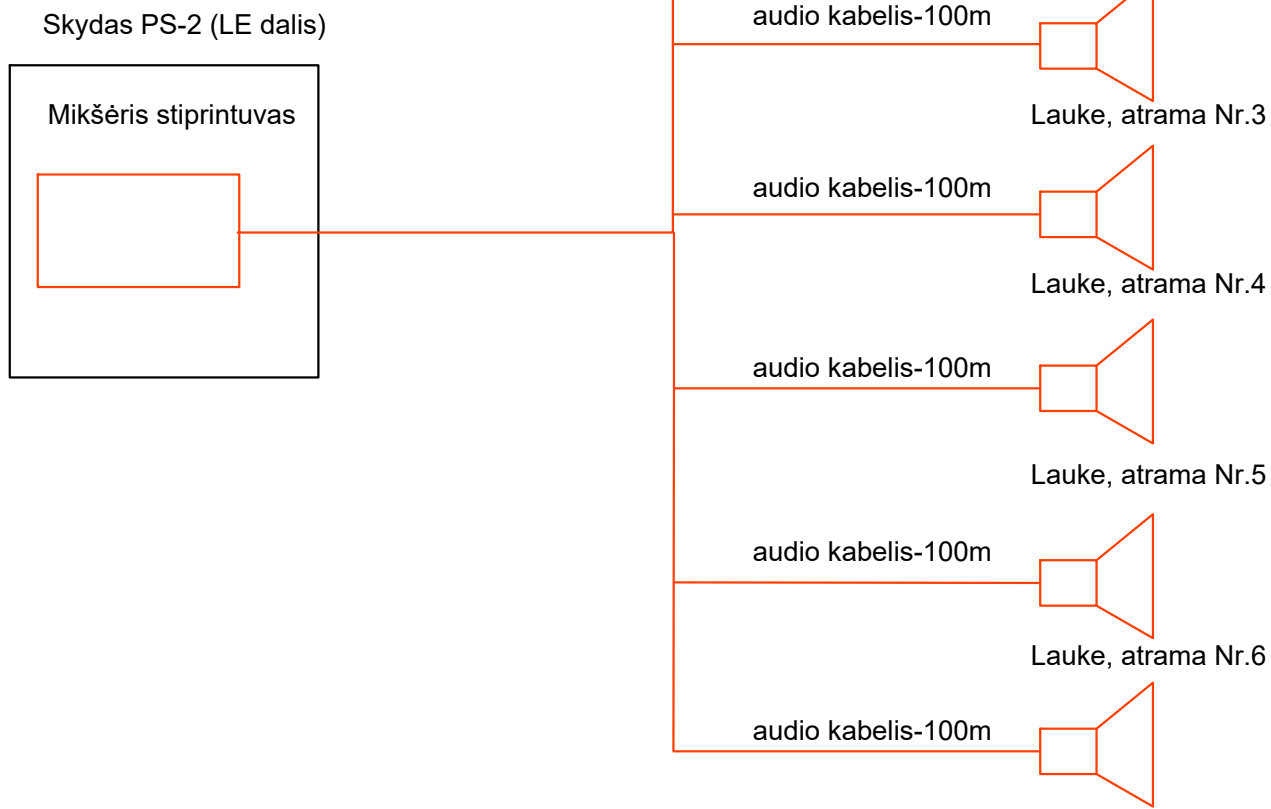 Skydas PS-2 (LE dalis)
Mikšėris stiprintuvas
audio kabelis-100m
Lauke, atrama Nr.3
audio kabelis-100m
Lauke, atrama Nr.4
audio kabelis-100m
Lauke, atrama Nr.5
audio kabelis-100m
Lauke, atrama Nr.6
audio kabelis-100m